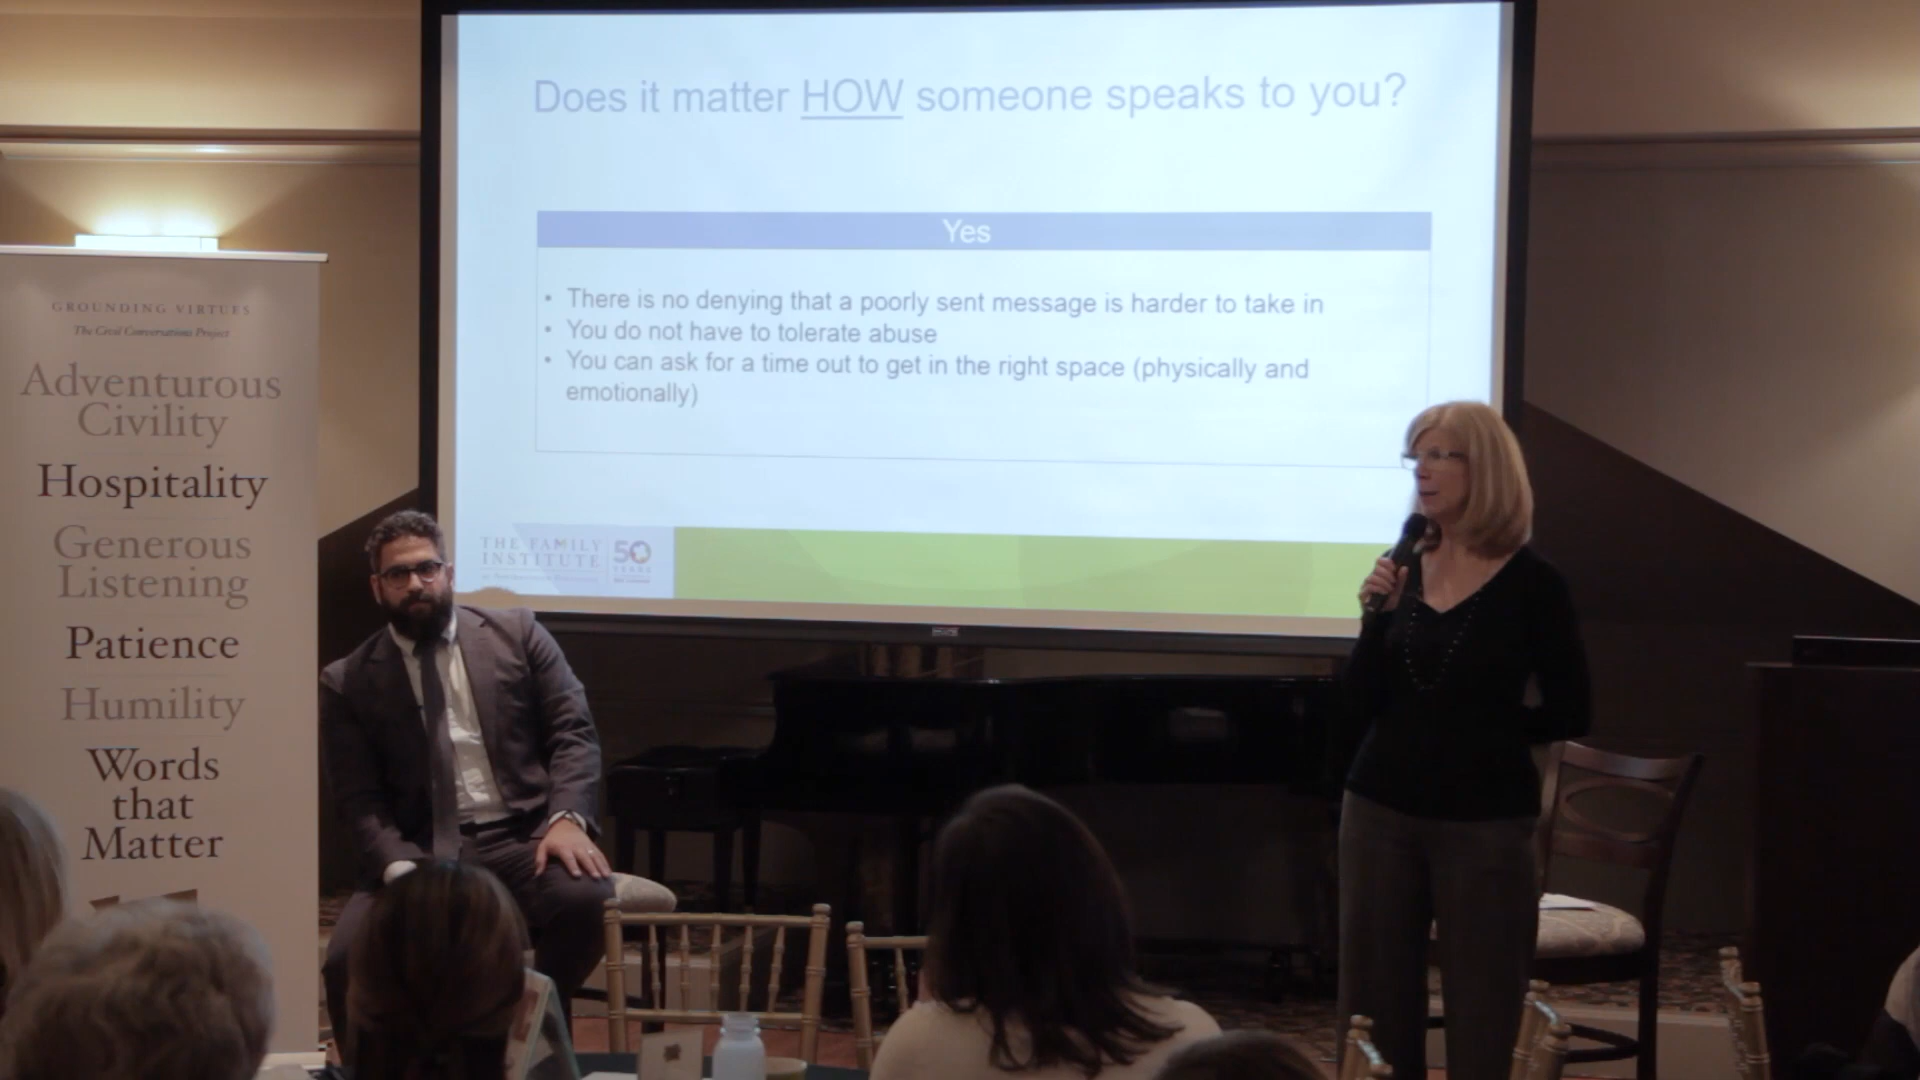 Does it matter HOW someone speaks to you?
Yes
• There is no denying that a poorly sent message is harder to take in
• You do not have to tolerate abuse
• You can ask for a time out to get in the right space (physically and
emotionally)
THE FAMILY
INSTITUTE
50
YEARS
GROUNDING VIRTUES
The Civil Conversations Project
Adventurous
Civility
Hospitality
Generous
Listening
Patience
Humility
Words
that
Matter